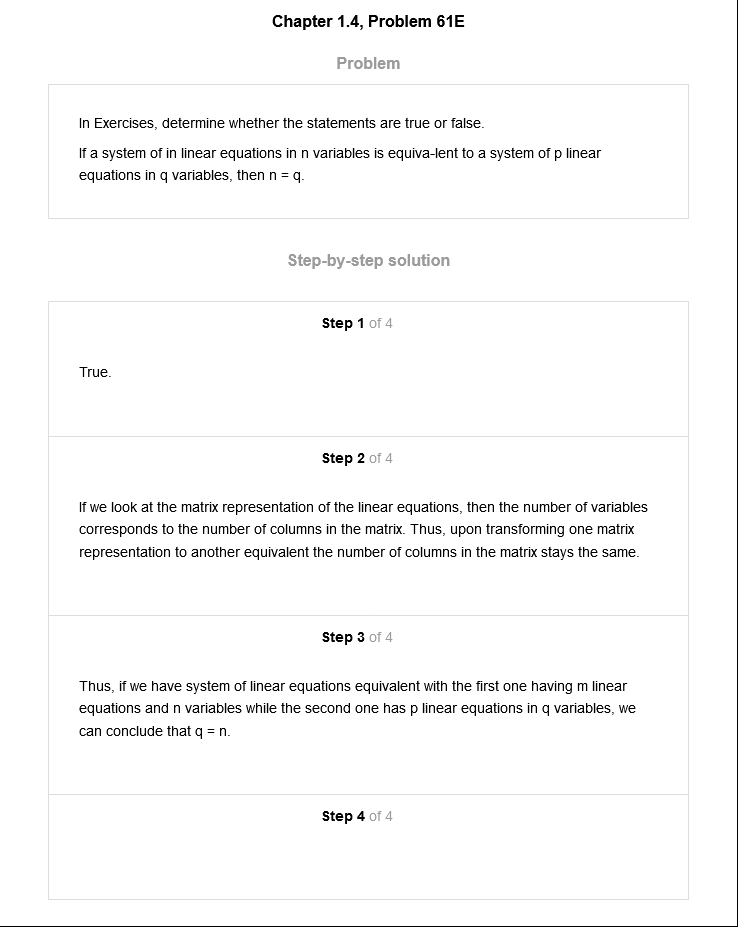 Chapter 1.4, Problem 61E
Problem
In Exercises, determine whether the statements are true or false.
If a system of in linear equations in n variables is equiva-lent to a system of p linear
equations in q variables, then n = q.
Step-by-step solution
Step 1 of 4
True.
Step 2 of 4
If we look at the matrix representation of the linear equations, then the number of variables
corresponds to the number of columns in the matrix. Thus, upon transforming one matrix
representation to another equivalent the number of columns in the matrix stays the same.
Step 3 of 4
Thus, if we have system of linear equations equivalent with the first one having m linear
equations and n variables while the second one has p linear equations in q variables, we
can conclude that q = n.
Step 4 of 4